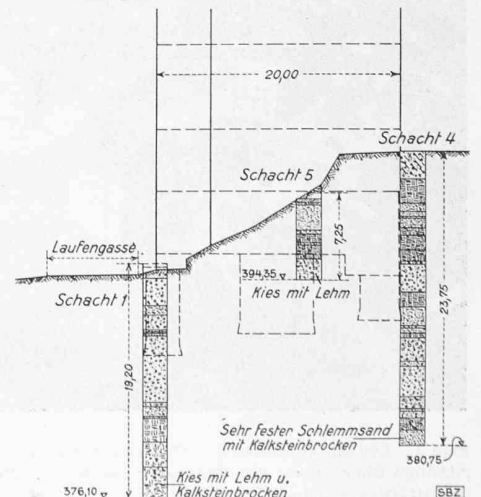 20,00
Schacht 4
Schacht 5
7,25
Laufengasse
394,35
Kies mit Lehm
Schacht 1
23,75
19,20
Sehr fester Schlemmsand
mit Kalksteinbrocken
380,75
Kies mit Lehm u.
Kalksteinbrocken
376,10
SBZ